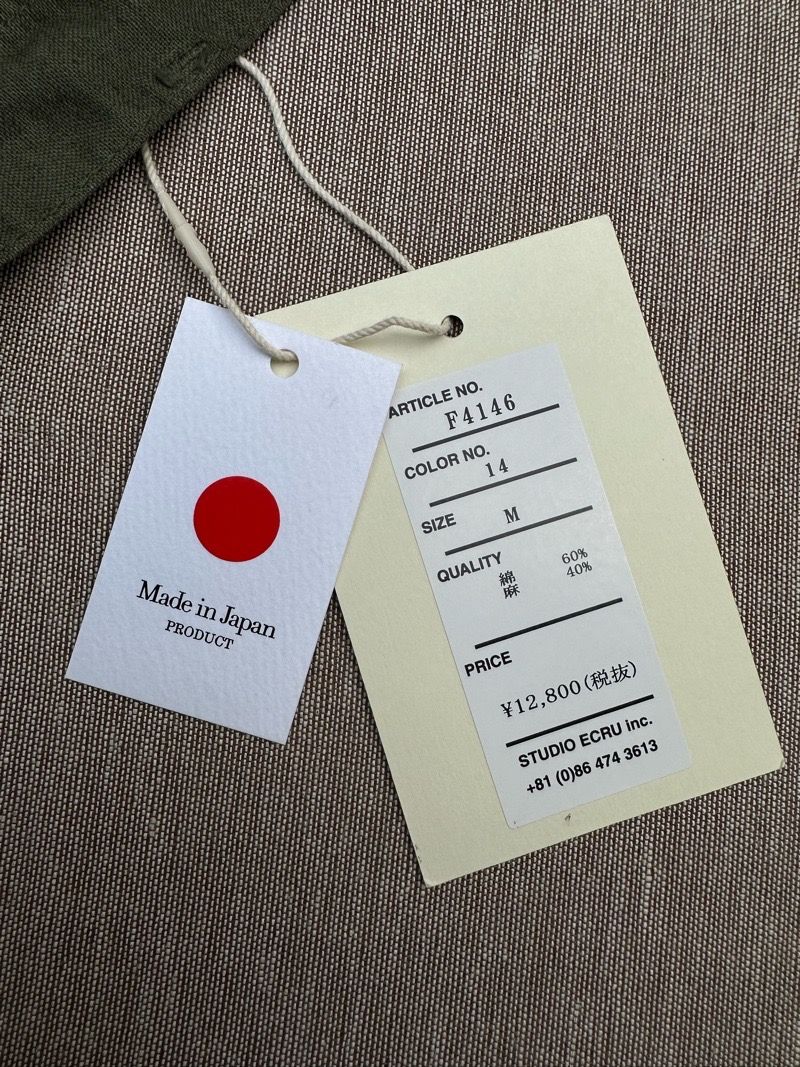 Made in Japan
PRODUCT
ARTICLE NO.
F4146
COLOR NO.
14
SIZE M
QUALITY
綿 60%
麻 40%
PRICE
¥12,800(税抜)
STUDIO ECRU inc.
+81 (0)86 474 3613